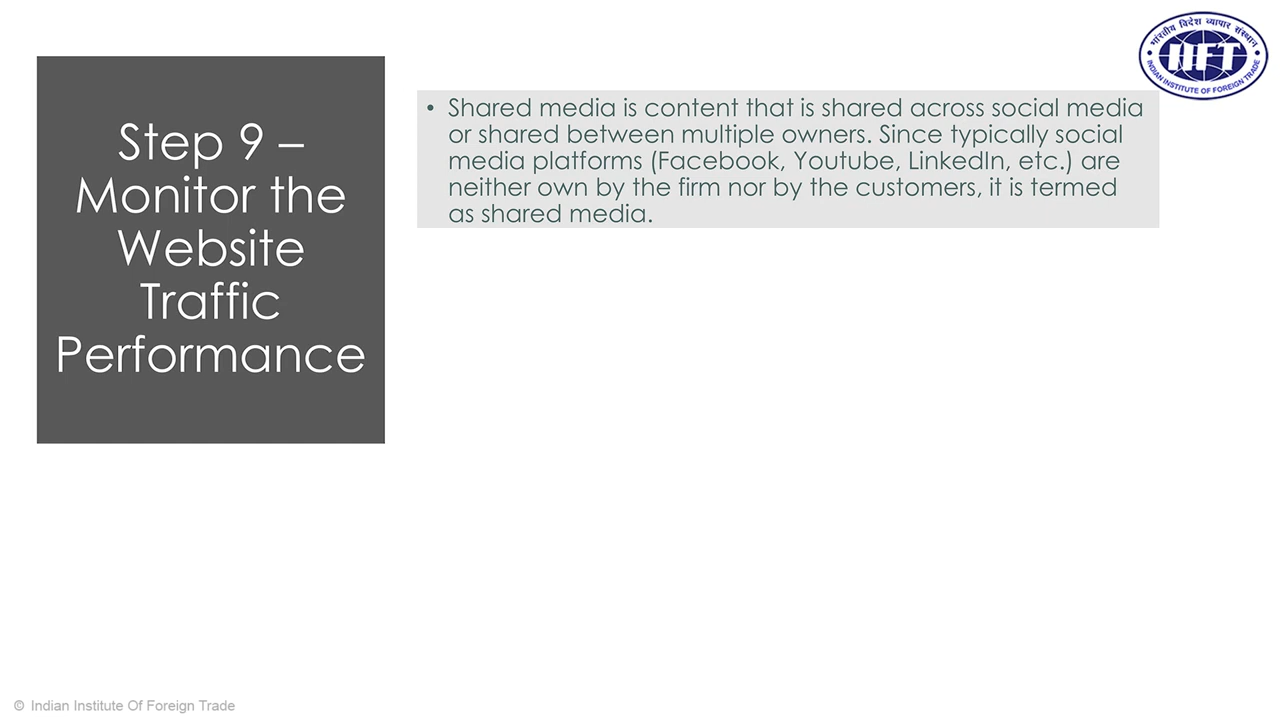 भारतीय विदेश व्यापार संस्थान
IIFT
INDIAN INSTITUTE OF FOREIGN TRADE
Step 9 –
Monitor the
Website
Traffic
Performance
• Shared media is content that is shared across social media
or shared between multiple owners. Since typically social
media platforms (Facebook, Youtube, LinkedIn, etc.) are
neither own by the firm nor by the customers, it is termed
as shared media.
© Indian Institute Of Foreign Trade